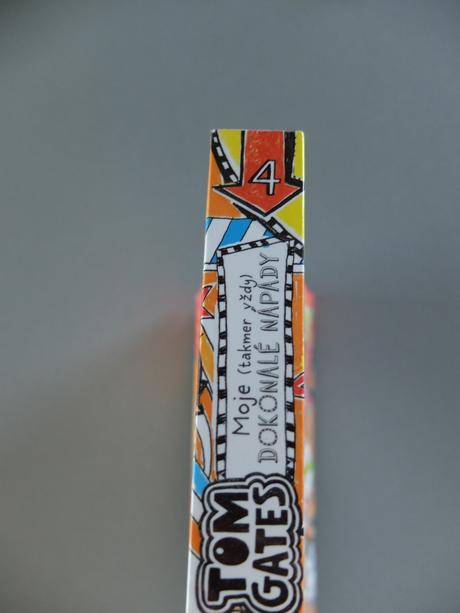 4
Moje (takmer vždy)
DOKONALÉ NÁPADY
TOM
GATES